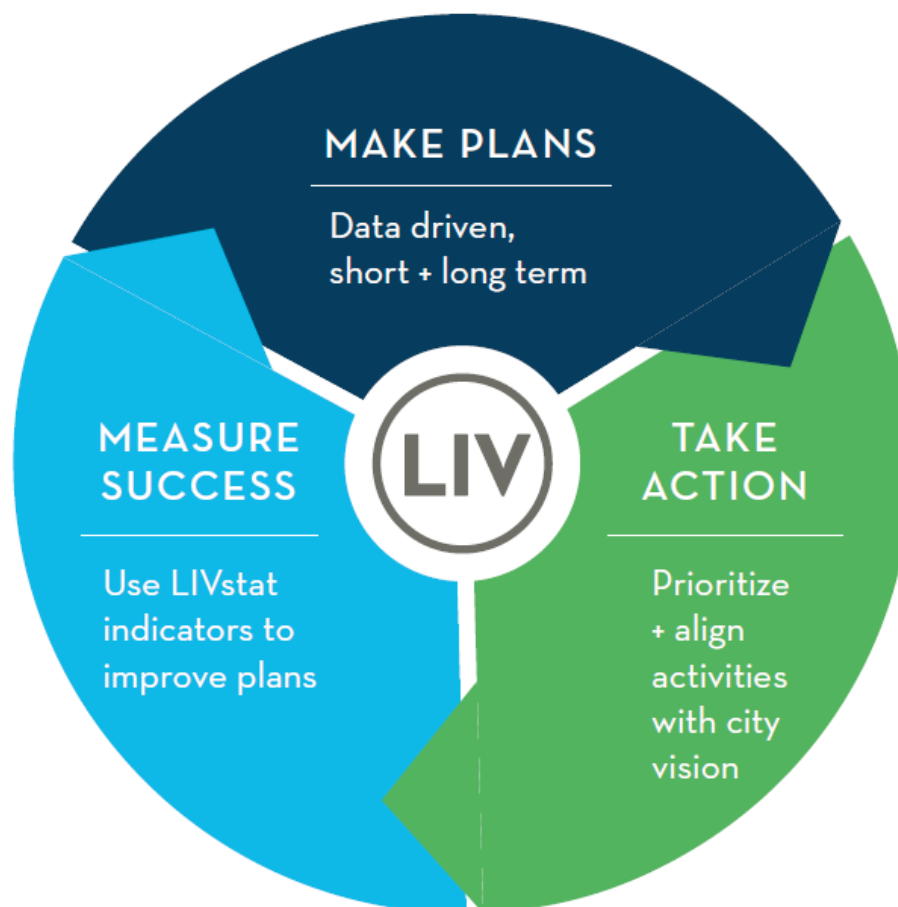 MAKE PLANS
Data driven,
short + long term
LIV
TAKE
ACTION
Prioritize
+ align
activities
with city
vision
MEASURE
SUCCESS
Use LIVstat
indicators to
improve plans